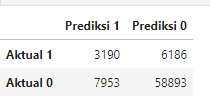 Prediksi 1 Prediksi 0
Aktual 1 3190 6186
Aktual 0 7953 58893